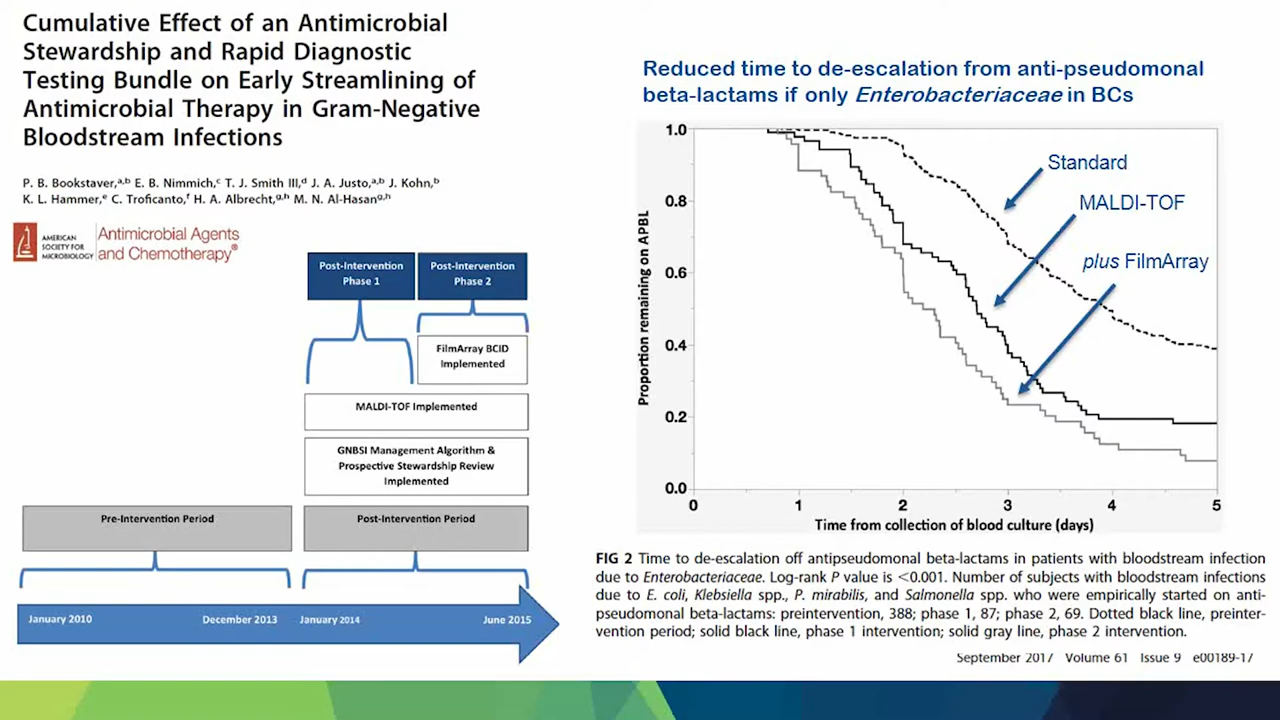 Cumulative Effect of an Antimicrobial
Stewardship and Rapid Diagnostic
Testing Bundle on Early Streamlining of
Antimicrobial Therapy in Gram-Negative
Bloodstream Infections
P. B. Bookstaver,a,b E. B. Nimmich,c T. J. Smith III,d J. A. Justo,a,b J. Kohn,b
K. L. Hammer,e C. Troficanto,f H. A. Albrecht,g,h M. N. Al-Hasang,h
AMERICAN
SOCIETY FOR
MICROBIOLOGY
Antimicrobial Agents
and Chemotherapy®
Post-Intervention
Phase 1
Post-Intervention
Phase 2
FilmArray BCID
Implemented
MALDI-TOF Implemented
GNBSI Management Algorithm &
Prospective Stewardship Review
Implemented
Pre-Intervention Period
Post-Intervention Period
January 2010
December 2013
January 2014
June 2015
Reduced time to de-escalation from anti-pseudomonal
beta-lactams if only Enterobacteriaceae in BCs
Proportion remaining on APBL
1.0
0.8
0.6
0.4
0.2
0.0
Standard
MALDI-TOF
plus FilmArray
0 1 2 3 4 5
Time from collection of blood culture (days)
FIG 2 Time to de-escalation off antipseudomonal beta-lactams in patients with bloodstream infection
due to Enterobacteriaceae. Log-rank P value is <0.001. Number of subjects with bloodstream infections
due to E. coli, Klebsiella spp., P. mirabilis, and Salmonella spp. who were empirically started on anti-
pseudomonal beta-lactams: preintervention, 388; phase 1, 87; phase 2, 69. Dotted black line, preinter-
vention period; solid black line, phase 1 intervention; solid gray line, phase 2 intervention.
September 2017 Volume 61 Issue 9 e00189-17